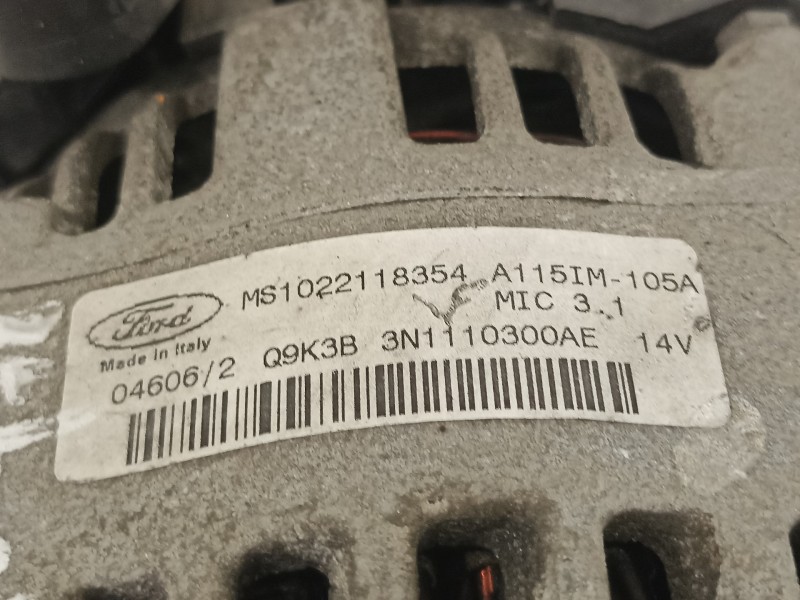 Ford
Made in Italy
MS1022118354 A115IM-105A
MIC 3.1
04606/2 Q9K3B 3N1110300AE 14V